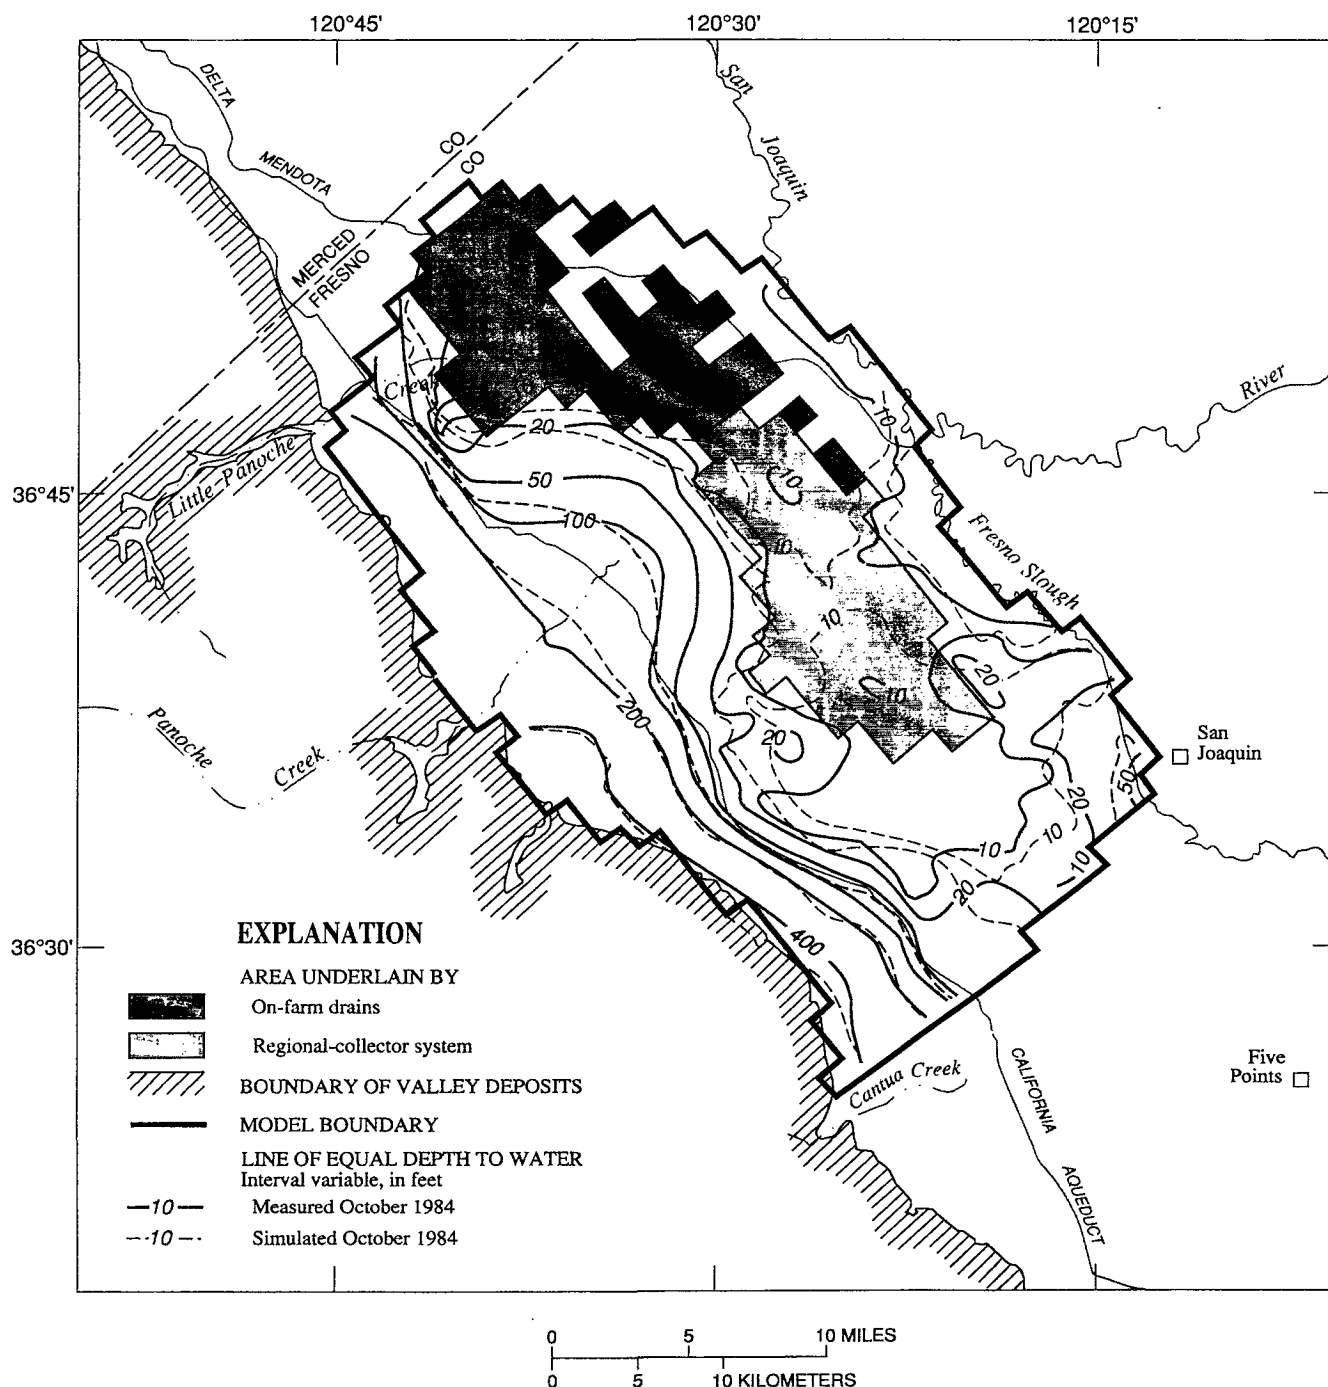 120°45'
120°30'
120°15'
DELTA
MENDOTA
San
Joaquin
CO
CO
MERCED
FRESNO
River
Creek
Little Panoche
36°45'
20
50
100
10
10
10
10
10
20
Fresno Slough
200
20
50
20
10
10
10
20
San
Joaquin
Panoche
Creek
400
36°30'
EXPLANATION
AREA UNDERLAIN BY
On-farm drains
Regional-collector system
BOUNDARY OF VALLEY DEPOSITS
MODEL BOUNDARY
LINE OF EQUAL DEPTH TO WATER
Interval variable, in feet
10 Measured October 1984
10 Simulated October 1984
Cantua Creek
CALIFORNIA
AQUEDUCT
Five
Points
0 5 10 MILES
0 5 10 KILOMETERS